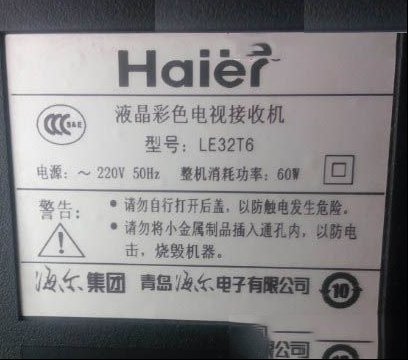 Haier
CCC S&E
液晶彩色电视接收机
型号: LE32T6
电源: ~ 220V 50Hz 整机消耗功率: 60W
警告:
• 请勿自行打开后盖, 以防触电发生危险.
• 请勿将小金属制品插入通孔内, 以防电
击, 烧毁机器.
海尔集团 青岛海尔电子有限公司 10